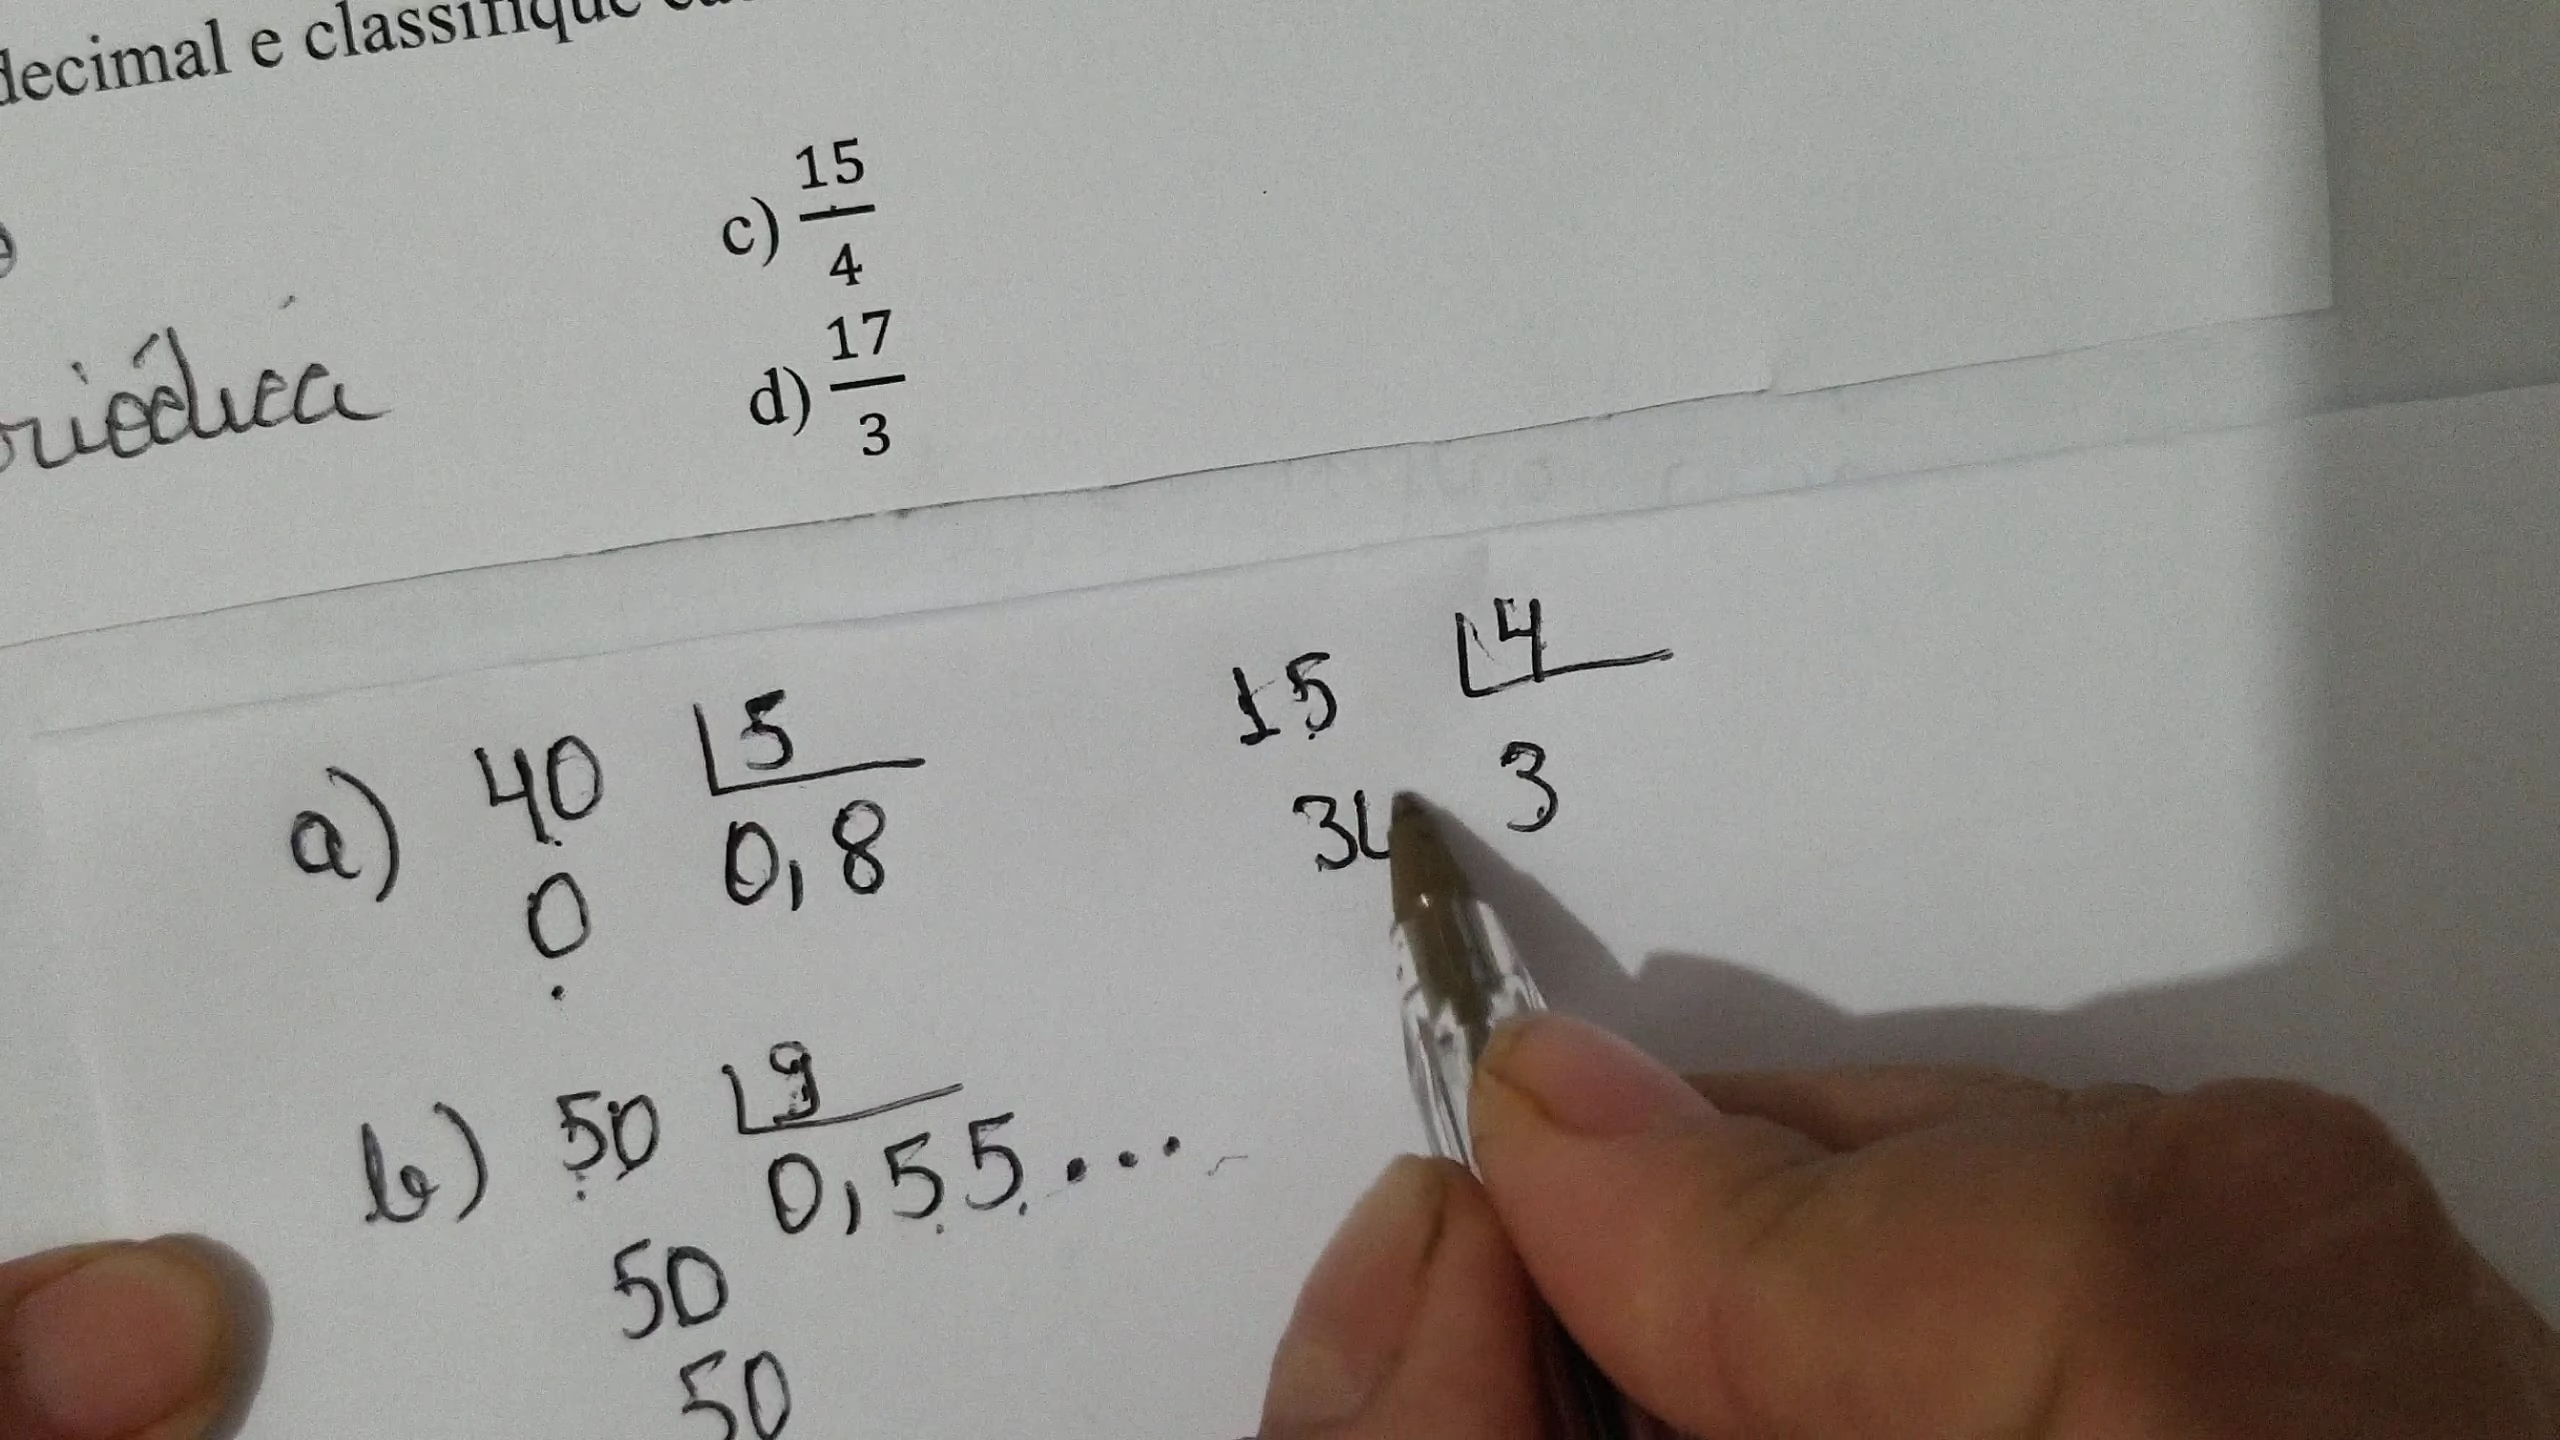 decimal e classifique
c) 15/4
riódica
d) 17/3
15 4
3
3
a) 40 5
0,8
0
b) 50 9
0,55...
50
50